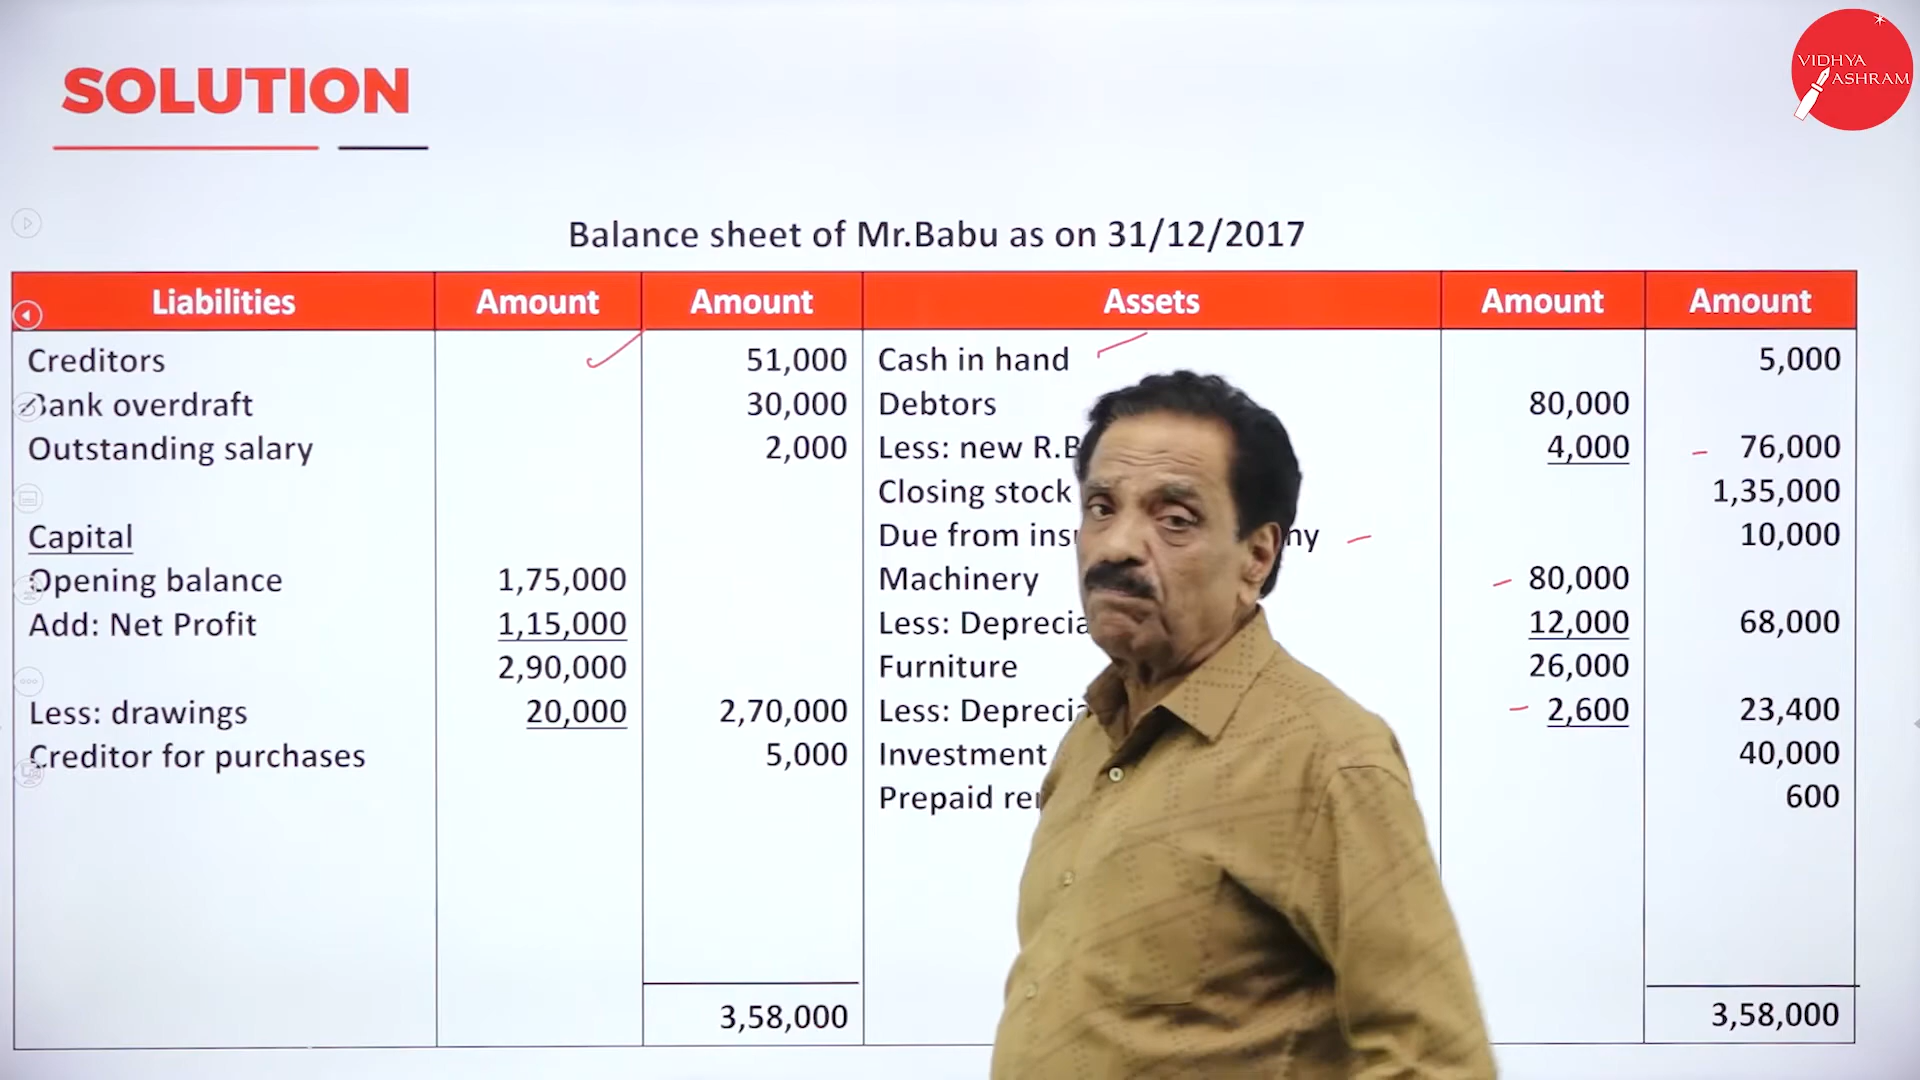 SOLUTION
VIDHYA
ASHRAM
Balance sheet of Mr.Babu as on 31/12/2017
Liabilities Amount Amount Assets Amount Amount
Creditors 51,000 Cash in hand 5,000
Bank overdraft 30,000 Debtors 80,000
Outstanding salary 2,000 Less: new 4,000 76,000
Closing stock 1,35,000
Capital Due from 10,000
Opening balance 1,75,000 Machinery 80,000
Add: Net Profit 1,15,000 Less: 12,000 68,000
2,90,000 Furniture 26,000
Less: drawings 20,000 2,70,000 Less: 2,600 23,400
Creditor for purchases 5,000 Investment 40,000
Prepaid 600
3,58,000 3,58,000